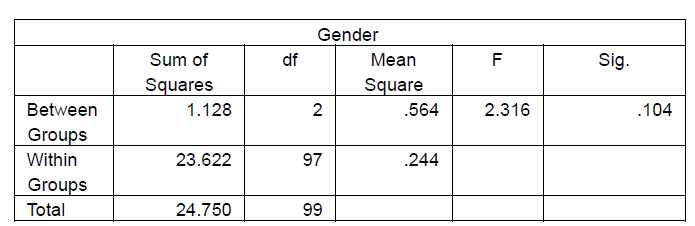 Gender
Sum of Squares df Mean Square F Sig.
Between Groups 1.128 2 .564 2.316 .104
Within Groups 23.622 97 .244
Total 24.750 99